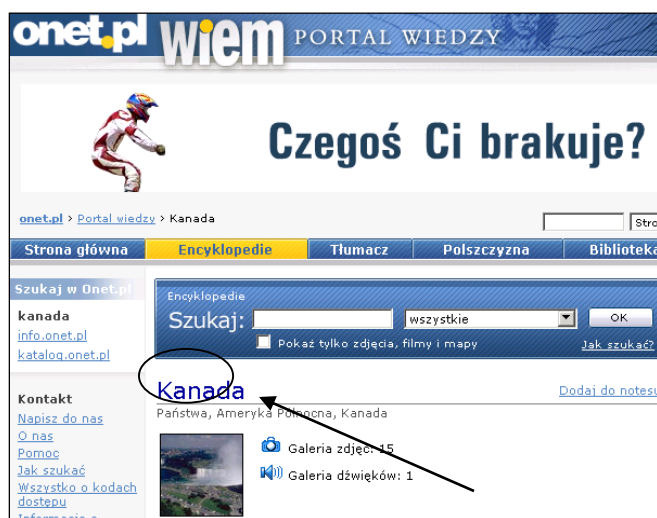 onet.pl wiem PORTAL WIEDZY
Czegoś Ci brakuje?
onet.pl > Portal wiedzy > Kanada
Strona główna Encyklopedie Tłumacz Polszczyzna Biblioteka
Szukaj w Onet.pl
kanada
info.onet.pl
katalog.onet.pl
Kontakt
Napisz do nas
O nas
Pomoc
Jak szukać
Wszystko o kodach
dostępu
Encyklopedie
Szukaj: wszystkie OK
Pokaż tylko zdjęcia, filmy i mapy Jak szukać?
Kanada Dodaj do notesu
Państwa, Ameryka Północna, Kanada
Galeria zdjęć: 15
Galeria dźwięków: 1